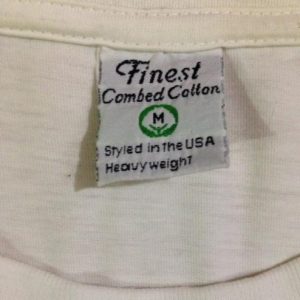 Finest
Combed Cotton
M
Styled in the USA
Heavyweight